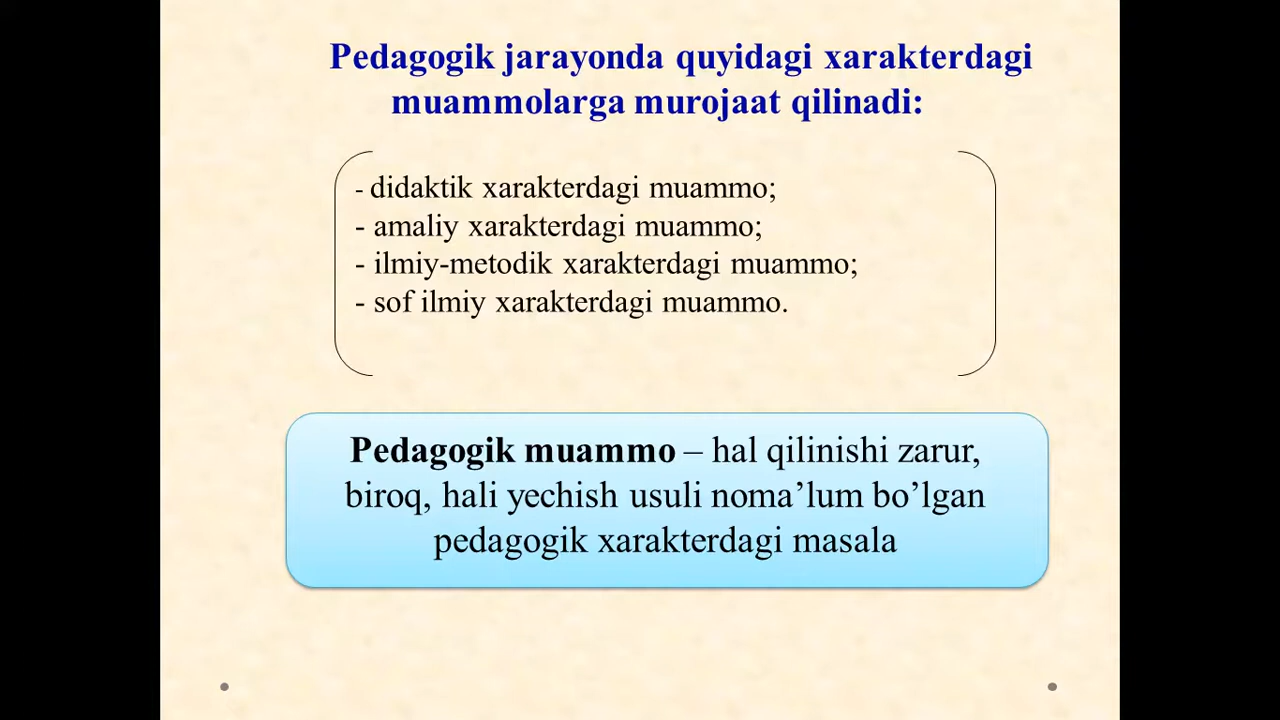 Pedagogik jarayonda quyidagi xarakterdagi
muammolarga murojaat qilinadi:
- didaktik xarakterdagi muammo;
- amaliy xarakterdagi muammo;
- ilmiy-metodik xarakterdagi muammo;
- sof ilmiy xarakterdagi muammo.
Pedagogik muammo – hal qilinishi zarur,
biroq, hali yechish usuli noma’lum bo’lgan
pedagogik xarakterdagi masala